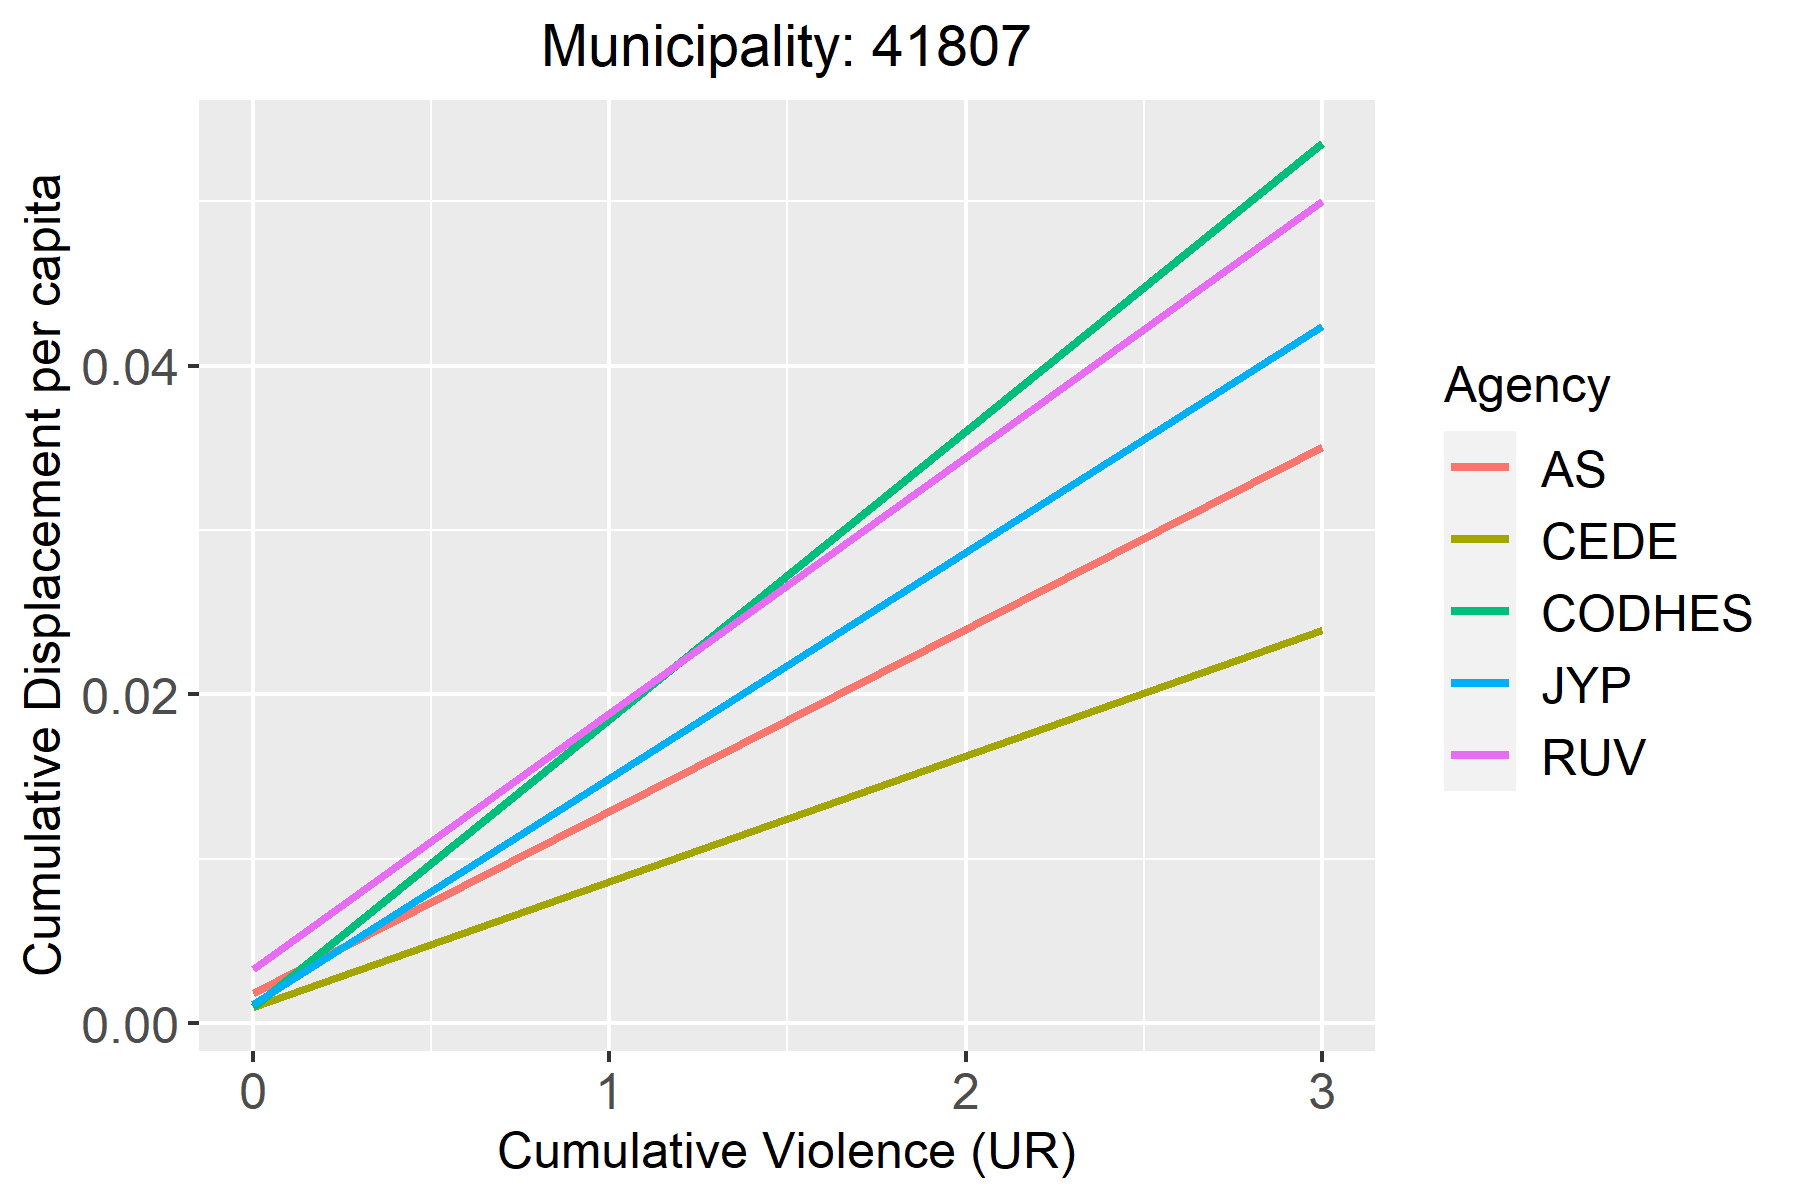 Municipality: 41807
Cumulative Displacement per capita
0.04
0.02
0.00
0 1 2 3
Cumulative Violence (UR)
Agency
AS
CEDE
CODHES
JYP
RUV